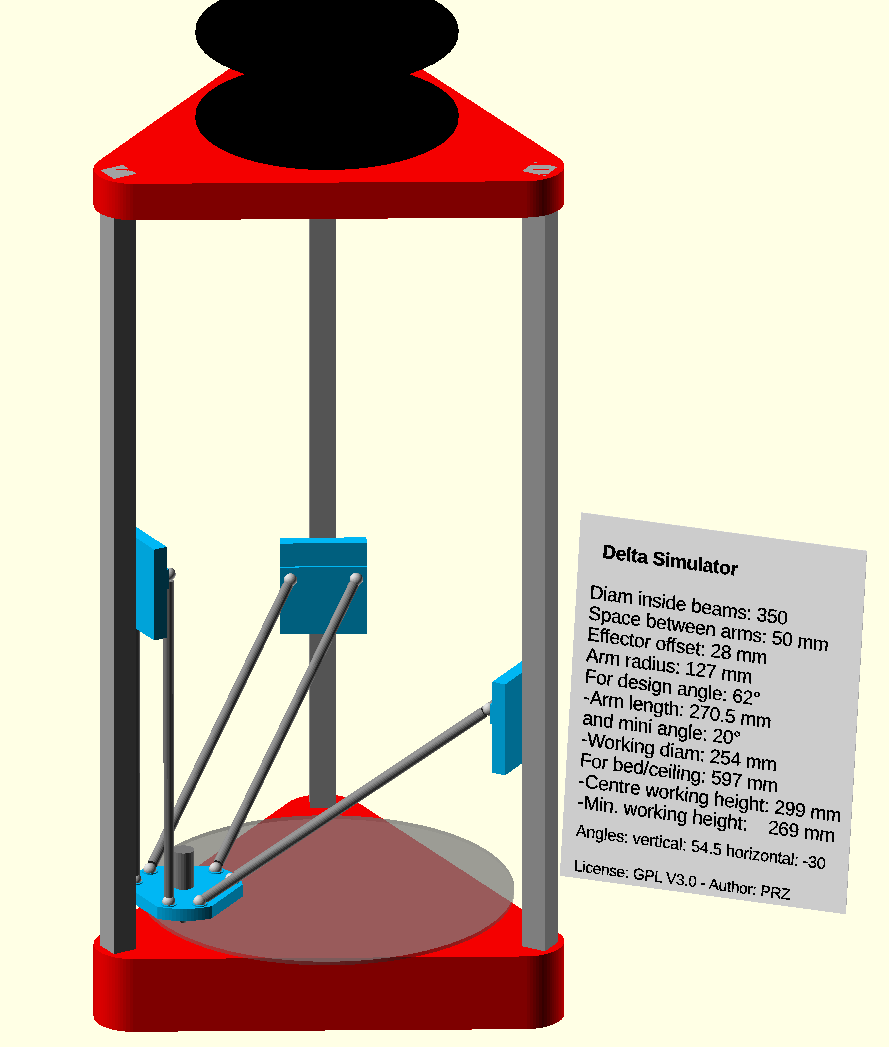 Delta Simulator
Diam inside beams: 350
Space between arms: 50 mm
Effector offset: 28 mm
Arm radius: 127 mm
For design angle: 62°
-Arm length: 270.5 mm
and mini angle: 20°
-Working diam: 254 mm
For bed/ceiling: 597 mm
-Centre working height: 299 mm
-Min. working height: 269 mm
Angles: vertical: 54.5 horizontal: -30
License: GPL V3.0 - Author: PRZ